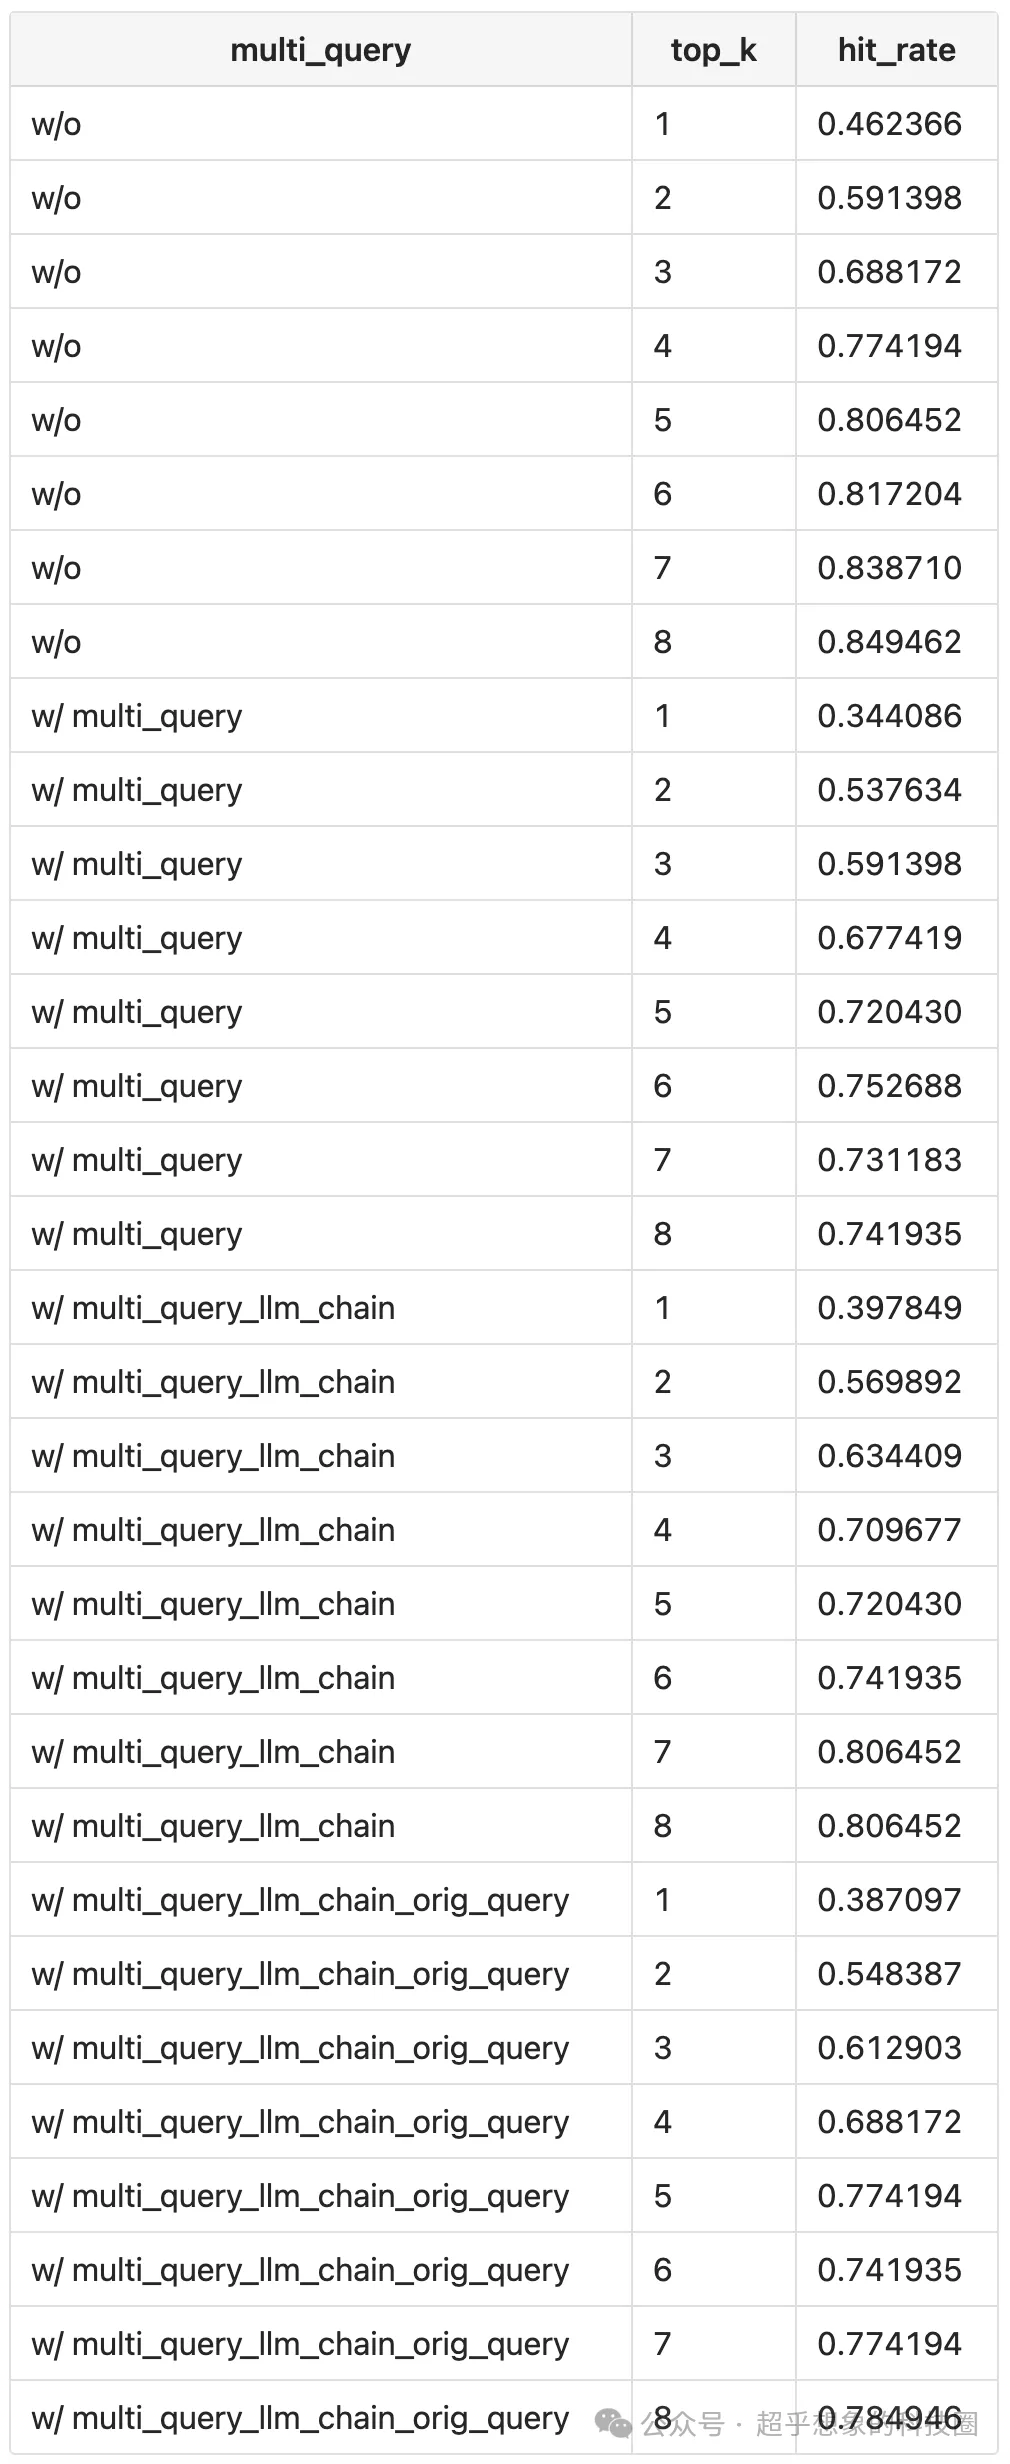 multi_query top_k hit_rate
w/o 1 0.462366
w/o 2 0.591398
w/o 3 0.688172
w/o 4 0.774194
w/o 5 0.806452
w/o 6 0.817204
w/o 7 0.838710
w/o 8 0.849462
w/ multi_query 1 0.344086
w/ multi_query 2 0.537634
w/ multi_query 3 0.591398
w/ multi_query 4 0.677419
w/ multi_query 5 0.720430
w/ multi_query 6 0.752688
w/ multi_query 7 0.731183
w/ multi_query 8 0.741935
w/ multi_query_llm_chain 1 0.397849
w/ multi_query_llm_chain 2 0.569892
w/ multi_query_llm_chain 3 0.634409
w/ multi_query_llm_chain 4 0.709677
w/ multi_query_llm_chain 5 0.720430
w/ multi_query_llm_chain 6 0.741935
w/ multi_query_llm_chain 7 0.806452
w/ multi_query_llm_chain 8 0.806452
w/ multi_query_llm_chain_orig_query 1 0.387097
w/ multi_query_llm_chain_orig_query 2 0.548387
w/ multi_query_llm_chain_orig_query 3 0.612903
w/ multi_query_llm_chain_orig_query 4 0.688172
w/ multi_query_llm_chain_orig_query 5 0.774194
w/ multi_query_llm_chain_orig_query 6 0.741935
w/ multi_query_llm_chain_orig_query 7 0.774194
w/ multi_query_llm_chain_orig_query 8 0.784946
公众号 · 超乎想象的科技圈